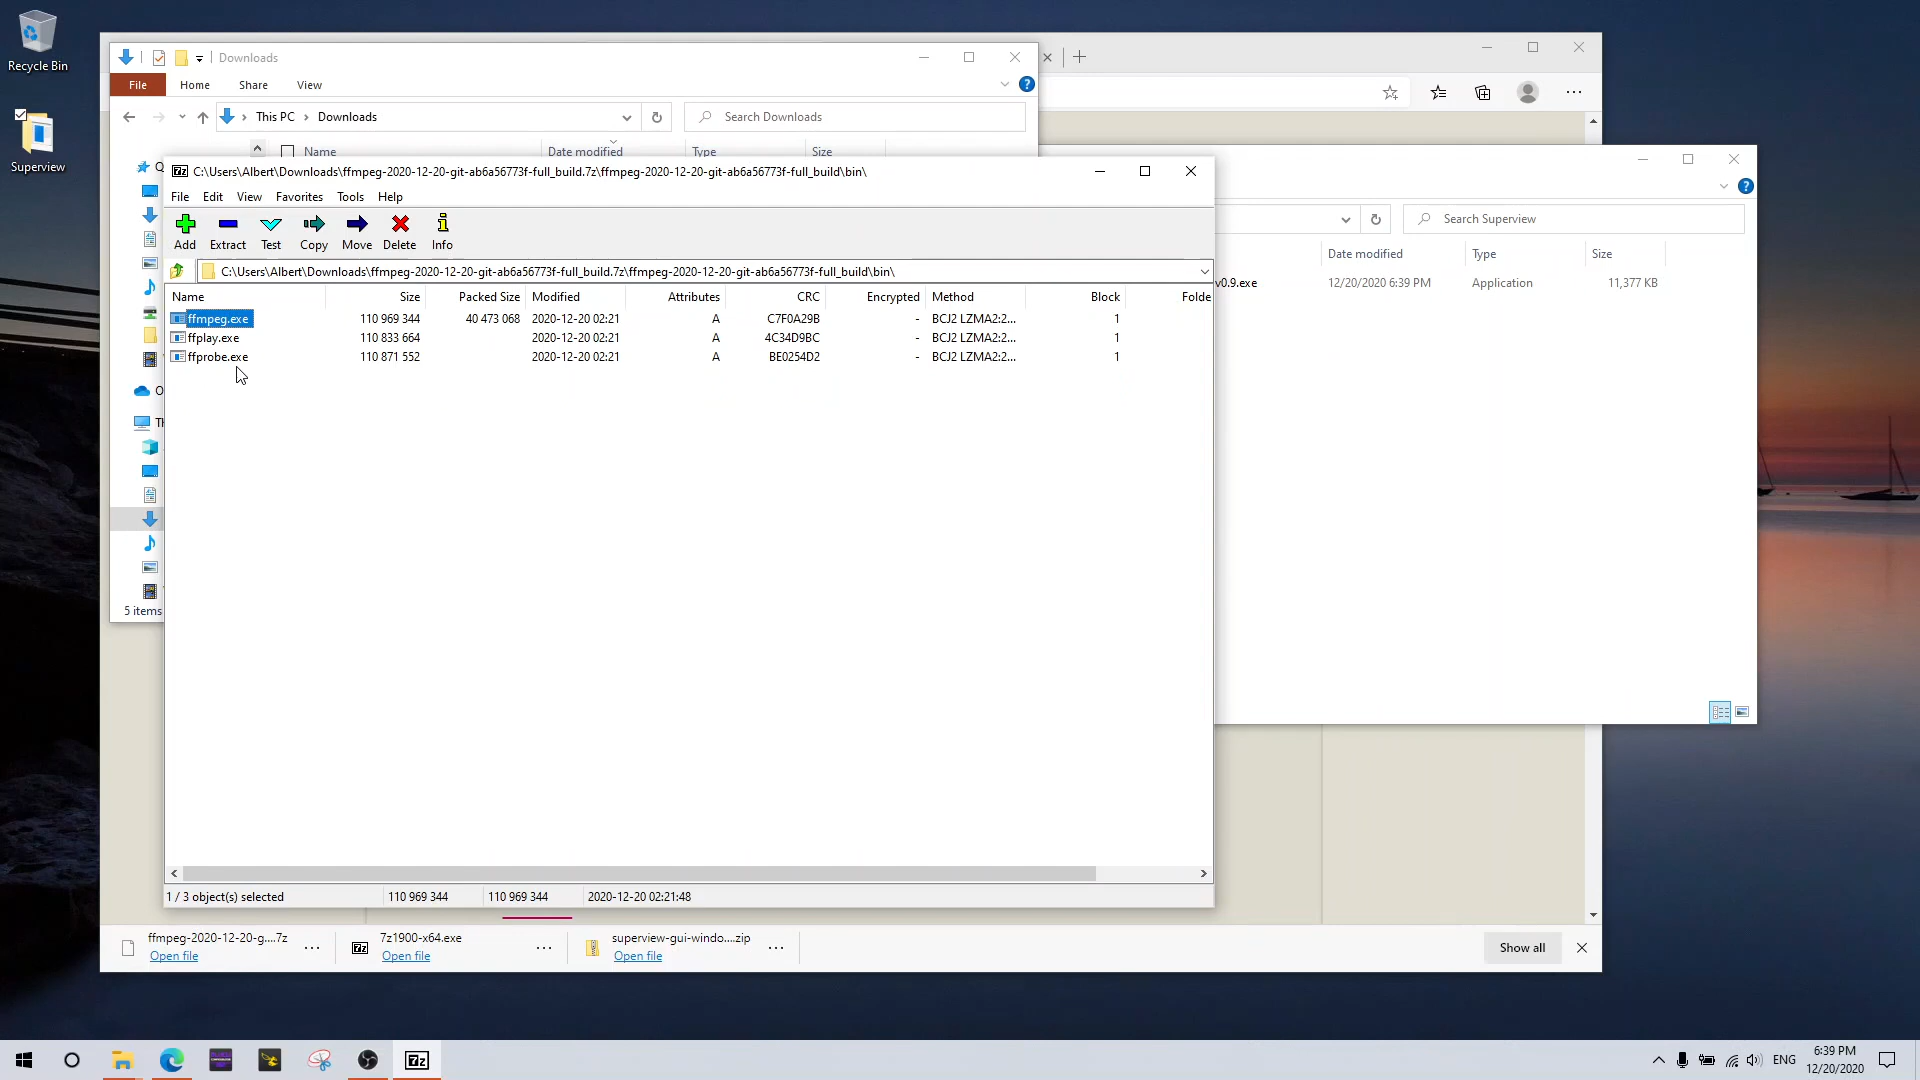 Recycle Bin
Superview
Downloads
File Home Share View
This PC Downloads
Search Downloads
Name Date modified Type Size
5 items
C:\Users\Albert\Downloads\ffmpeg-2020-12-20-git-ab6a56773f-full_build.7z\ffmpeg-2020-12-20-git-ab6a56773f-full_build\bin\
File Edit View Favorites Tools Help
Add Extract Test Copy Move Delete Info
C:\Users\Albert\Downloads\ffmpeg-2020-12-20-git-ab6a56773f-full_build.7z\ffmpeg-2020-12-20-git-ab6a56773f-full_build\bin\
Name Size Packed Size Modified Attributes CRC Encrypted Method Block Folde
ffmpeg.exe 110 969 344 40 473 068 2020-12-20 02:21 A C7F0A29B - BCJ2 LZMA2:2... 1
ffplay.exe 110 833 664 2020-12-20 02:21 A 4C34D9BC - BCJ2 LZMA2:2... 1
ffprobe.exe 110 871 552 2020-12-20 02:21 A BE0254D2 - BCJ2 LZMA2:2... 1
1 / 3 object(s) selected 110 969 344 110 969 344 2020-12-20 02:21:48
Search Superview
Date modified Type Size
v0.9.exe 12/20/2020 6:39 PM Application 11,377 KB
ffmpeg-2020-12-20-g....7z
Open file
7z1900-x64.exe
Open file
superview-gui-windo....zip
Open file
Show all
7z
ENG
6:39 PM
12/20/2020